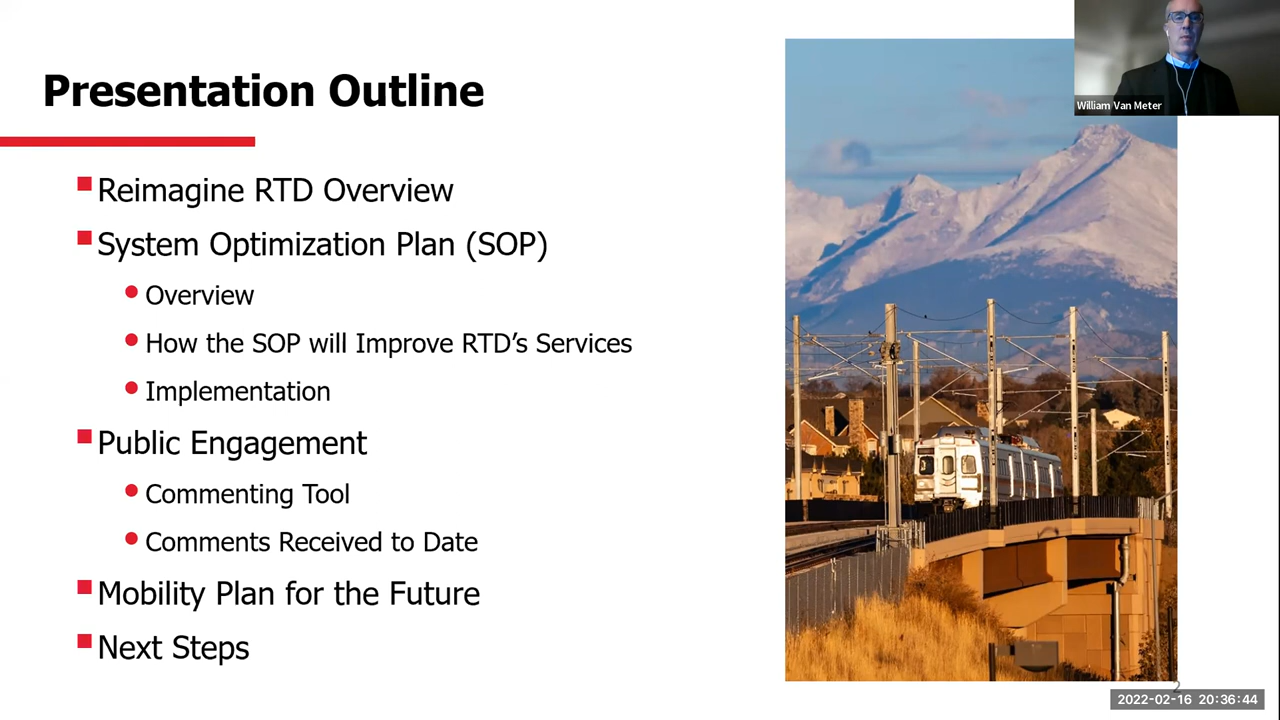 Presentation Outline
Reimagine RTD Overview
System Optimization Plan (SOP)
Overview
How the SOP will Improve RTD’s Services
Implementation
Public Engagement
Commenting Tool
Comments Received to Date
Mobility Plan for the Future
Next Steps
William Van Meter
2
2022-02-16 20:36:44